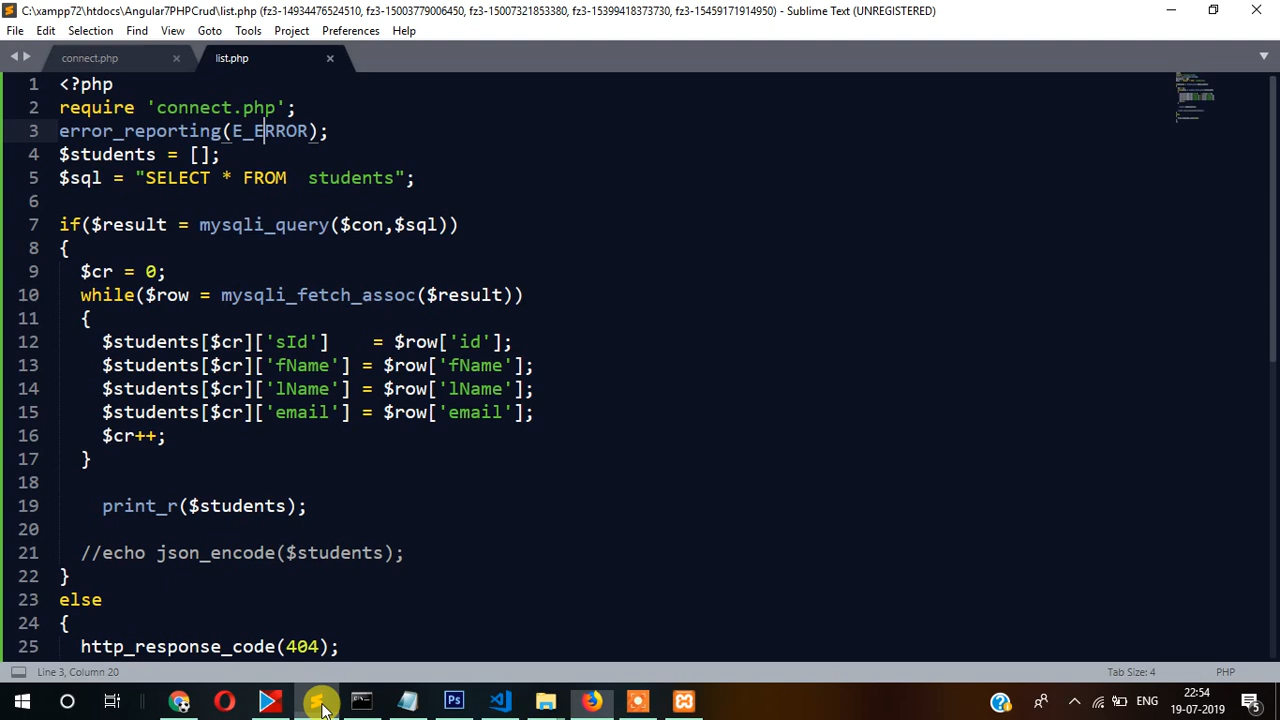 C:\xampp72\htdocs\Angular7PHPCrud\list.php (fz3-14934476524510, fz3-15003779009450, fz3-15007321853380, fz3-15399418373730, fz3-15459171914950) - Sublime Text (UNREGISTERED)
File Edit Selection Find View Goto Tools Project Preferences Help
connect.php × list.php ×
1 <?php
2 require 'connect.php';
3 error_reporting(E_ERROR);
4 $students = [];
5 $sql = "SELECT * FROM  students";
6
7 if($result = mysqli_query($con,$sql))
8 {
9   $cr = 0;
10   while($row = mysqli_fetch_assoc($result))
11   {
12     $students[$cr]['sId']    = $row['id'];
13     $students[$cr]['fName'] = $row['fName'];
14     $students[$cr]['lName'] = $row['lName'];
15     $students[$cr]['email'] = $row['email'];
16     $cr++;
17   }
18
19     print_r($students);
20
21   //echo json_encode($students);
22 }
23 else
24 {
25   http_response_code(404);
Line 3, Column 20 Tab Size: 4 PHP
Ps ENG 22:54
19-07-2019 5